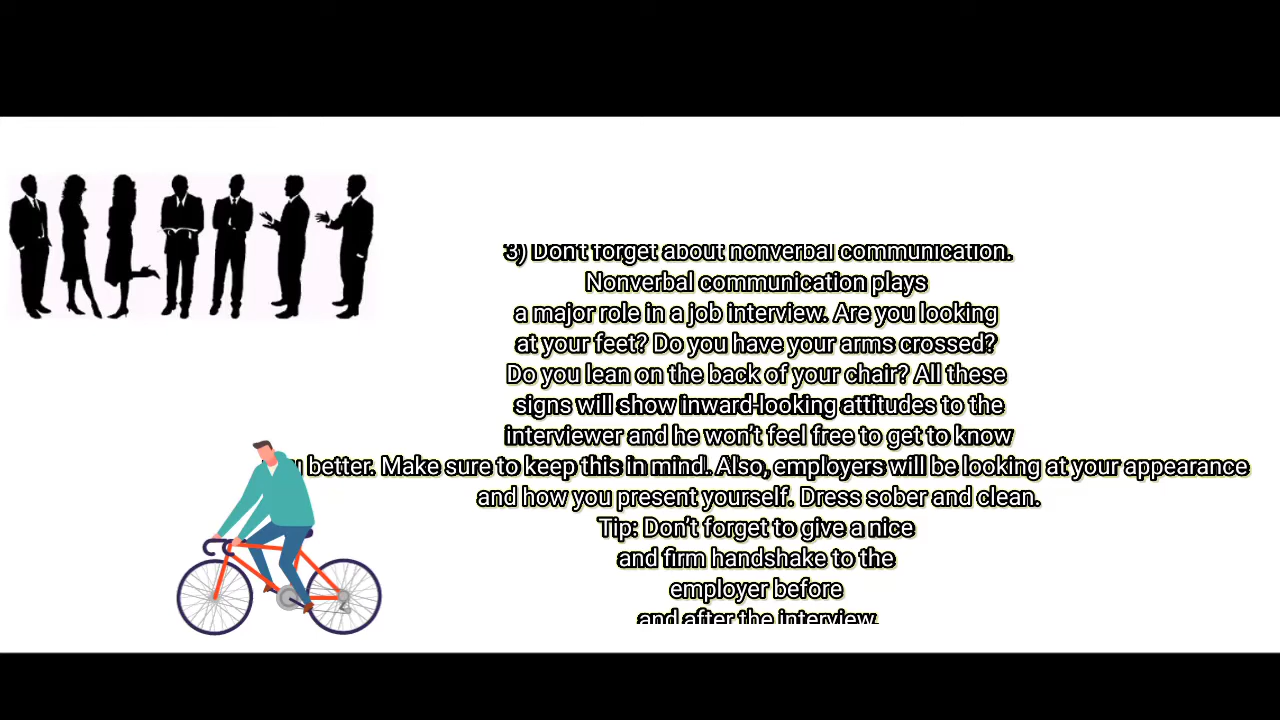 3) Don't forget about nonverbal communication.
Nonverbal communication plays
a major role in a job interview. Are you looking
at your feet? Do you have your arms crossed?
Do you lean on the back of your chair? All these
signs will show inward-looking attitudes to the
interviewer and he won't feel free to get to know
better. Make sure to keep this in mind. Also, employers will be looking at your appearance
and how you present yourself. Dress sober and clean.
Tip: Don't forget to give a nice
and firm handshake to the
employer before
and after the interview.